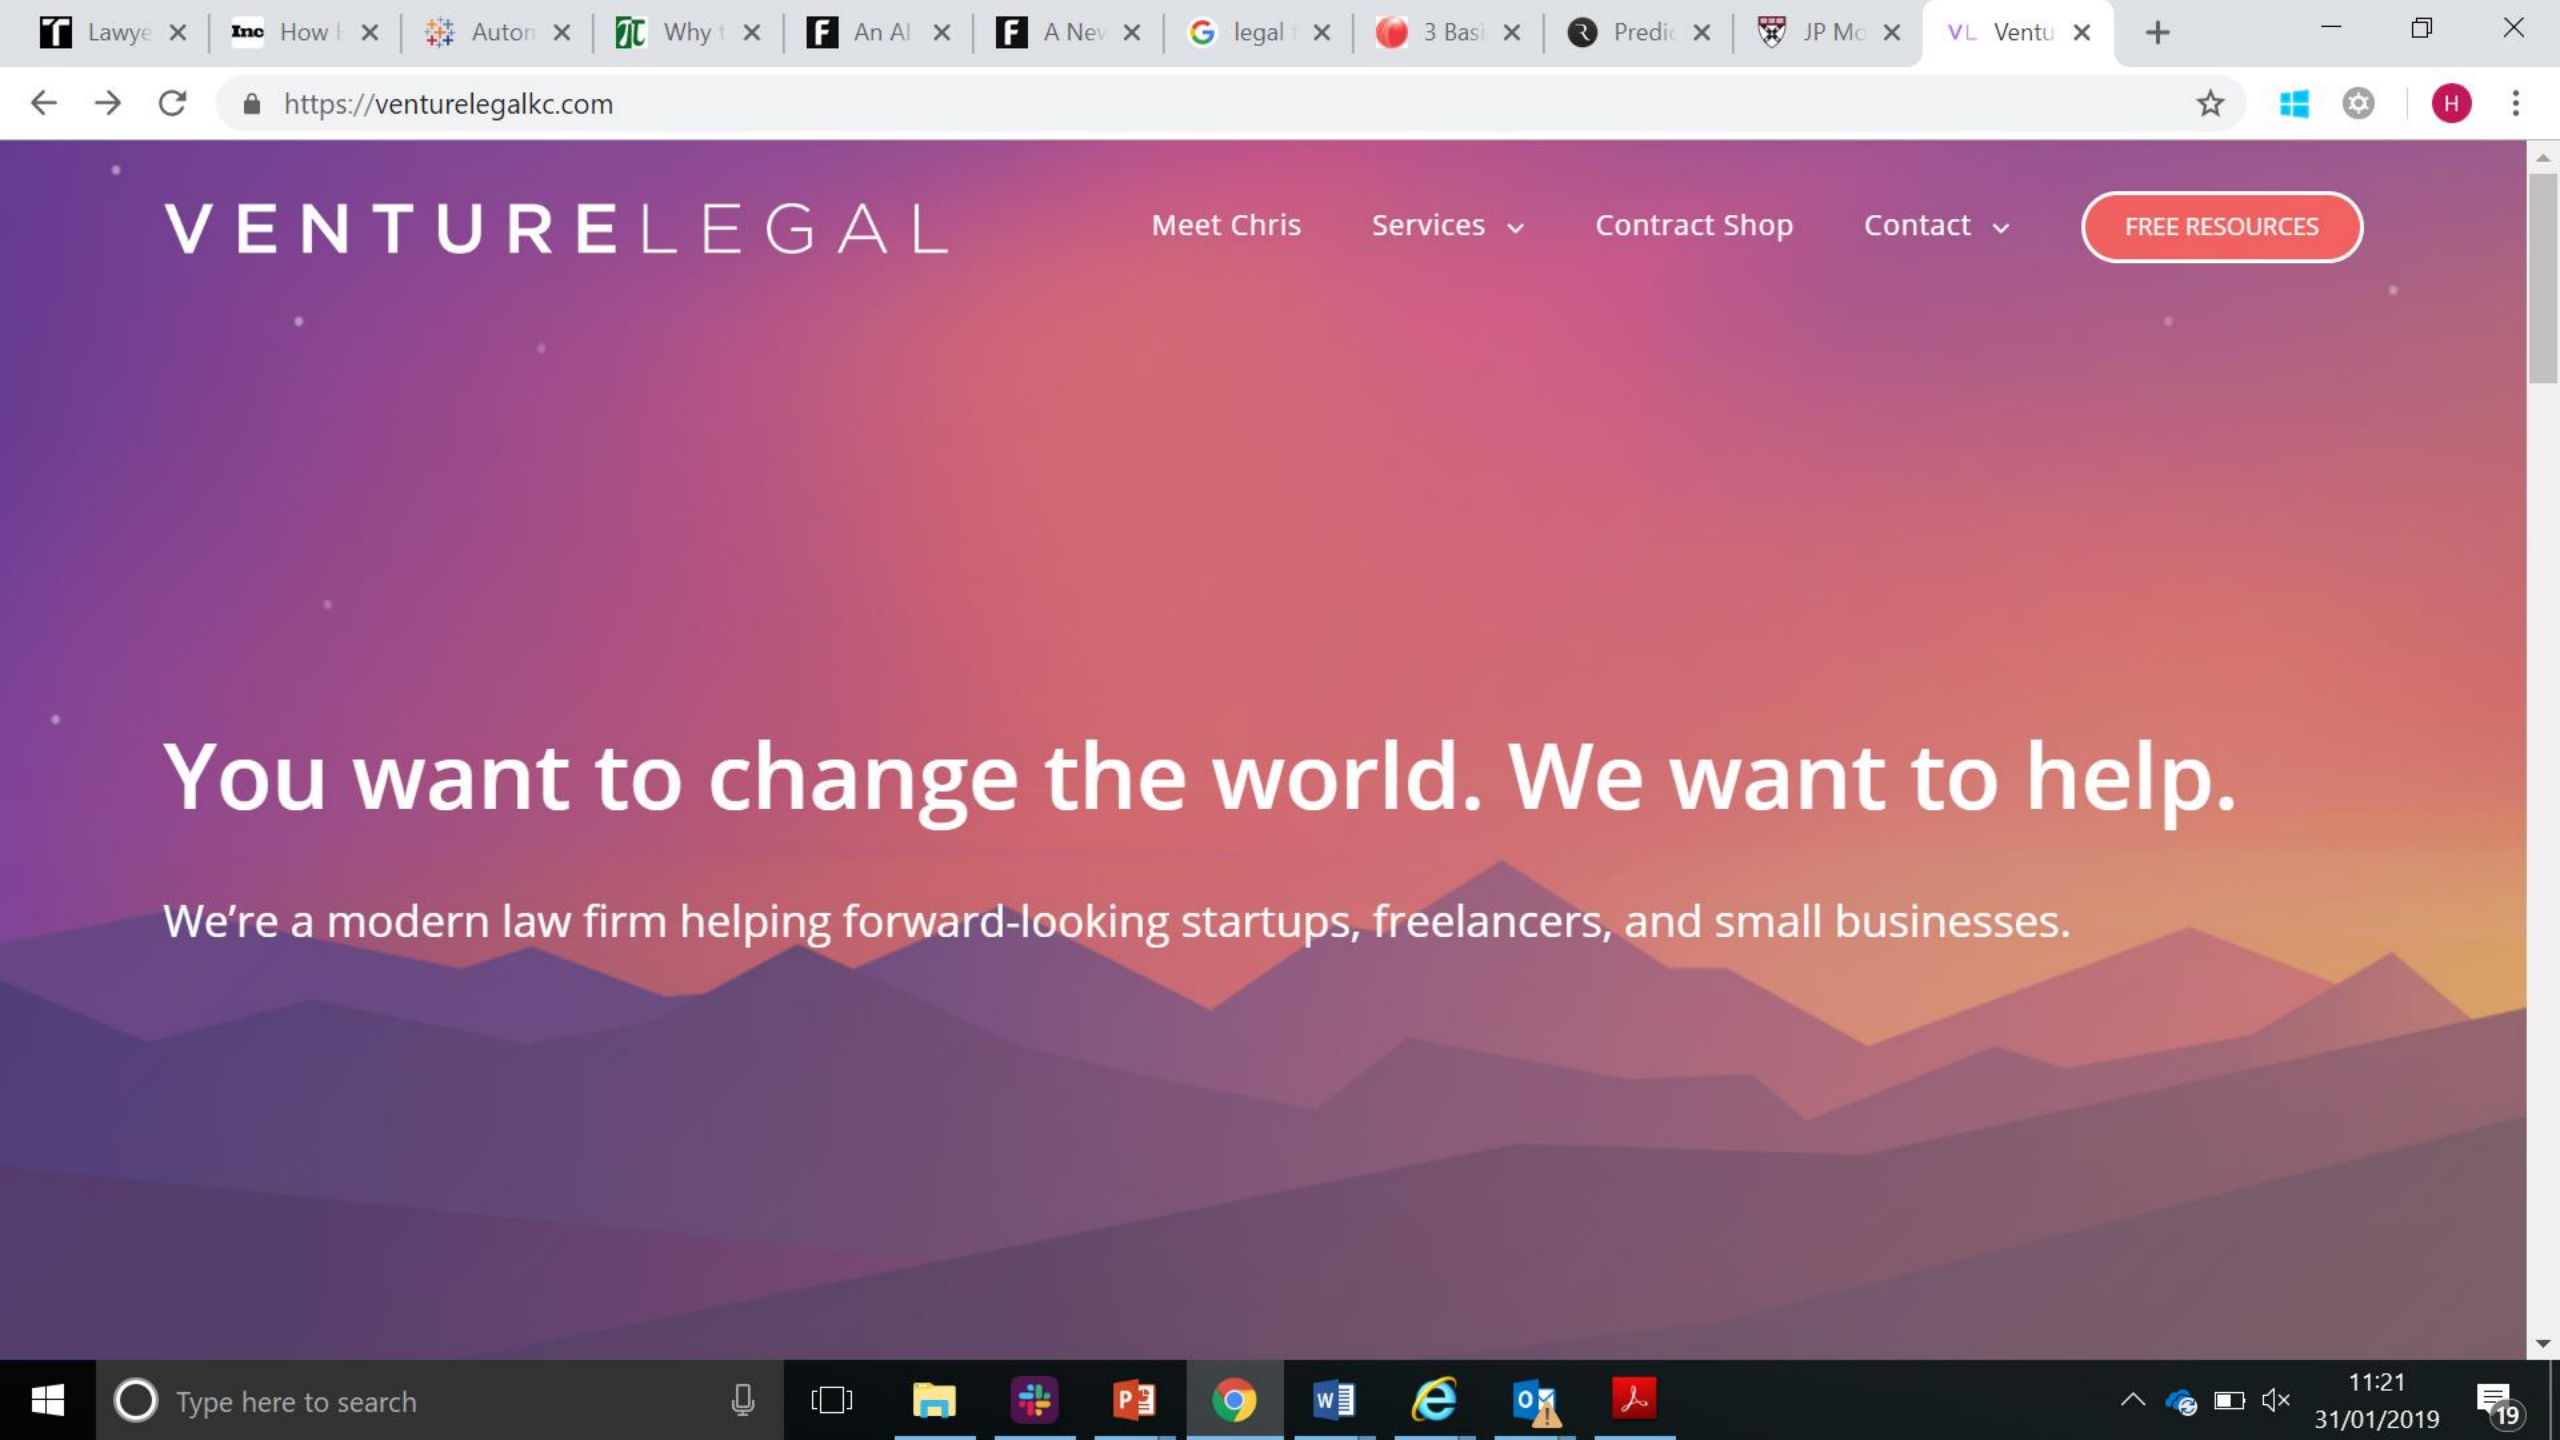 Lawye
Inc How H
Autom
Why t
F An AI
F A New
G legal t
3 Basi
R Predic
JP Mo
VL Ventu
https://venturelegalkc.com
H
VENTURELEGAL
Meet Chris
Services
Contract Shop
Contact
FREE RESOURCES
You want to change the world. We want to help.
We’re a modern law firm helping forward-looking startups, freelancers, and small businesses.
Type here to search
11:21
31/01/2019
19